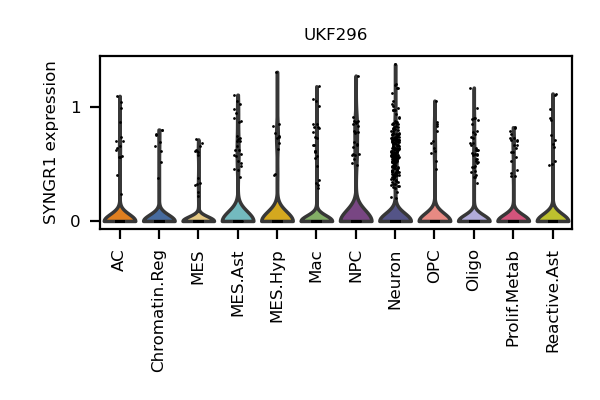 UKF296
SYNGR1 expression
1
0
AC
Chromatin.Reg
MES
MES.Ast
MES.Hyp
Mac
NPC
Neuron
OPC
Oligo
Prolif.Metab
Reactive.Ast